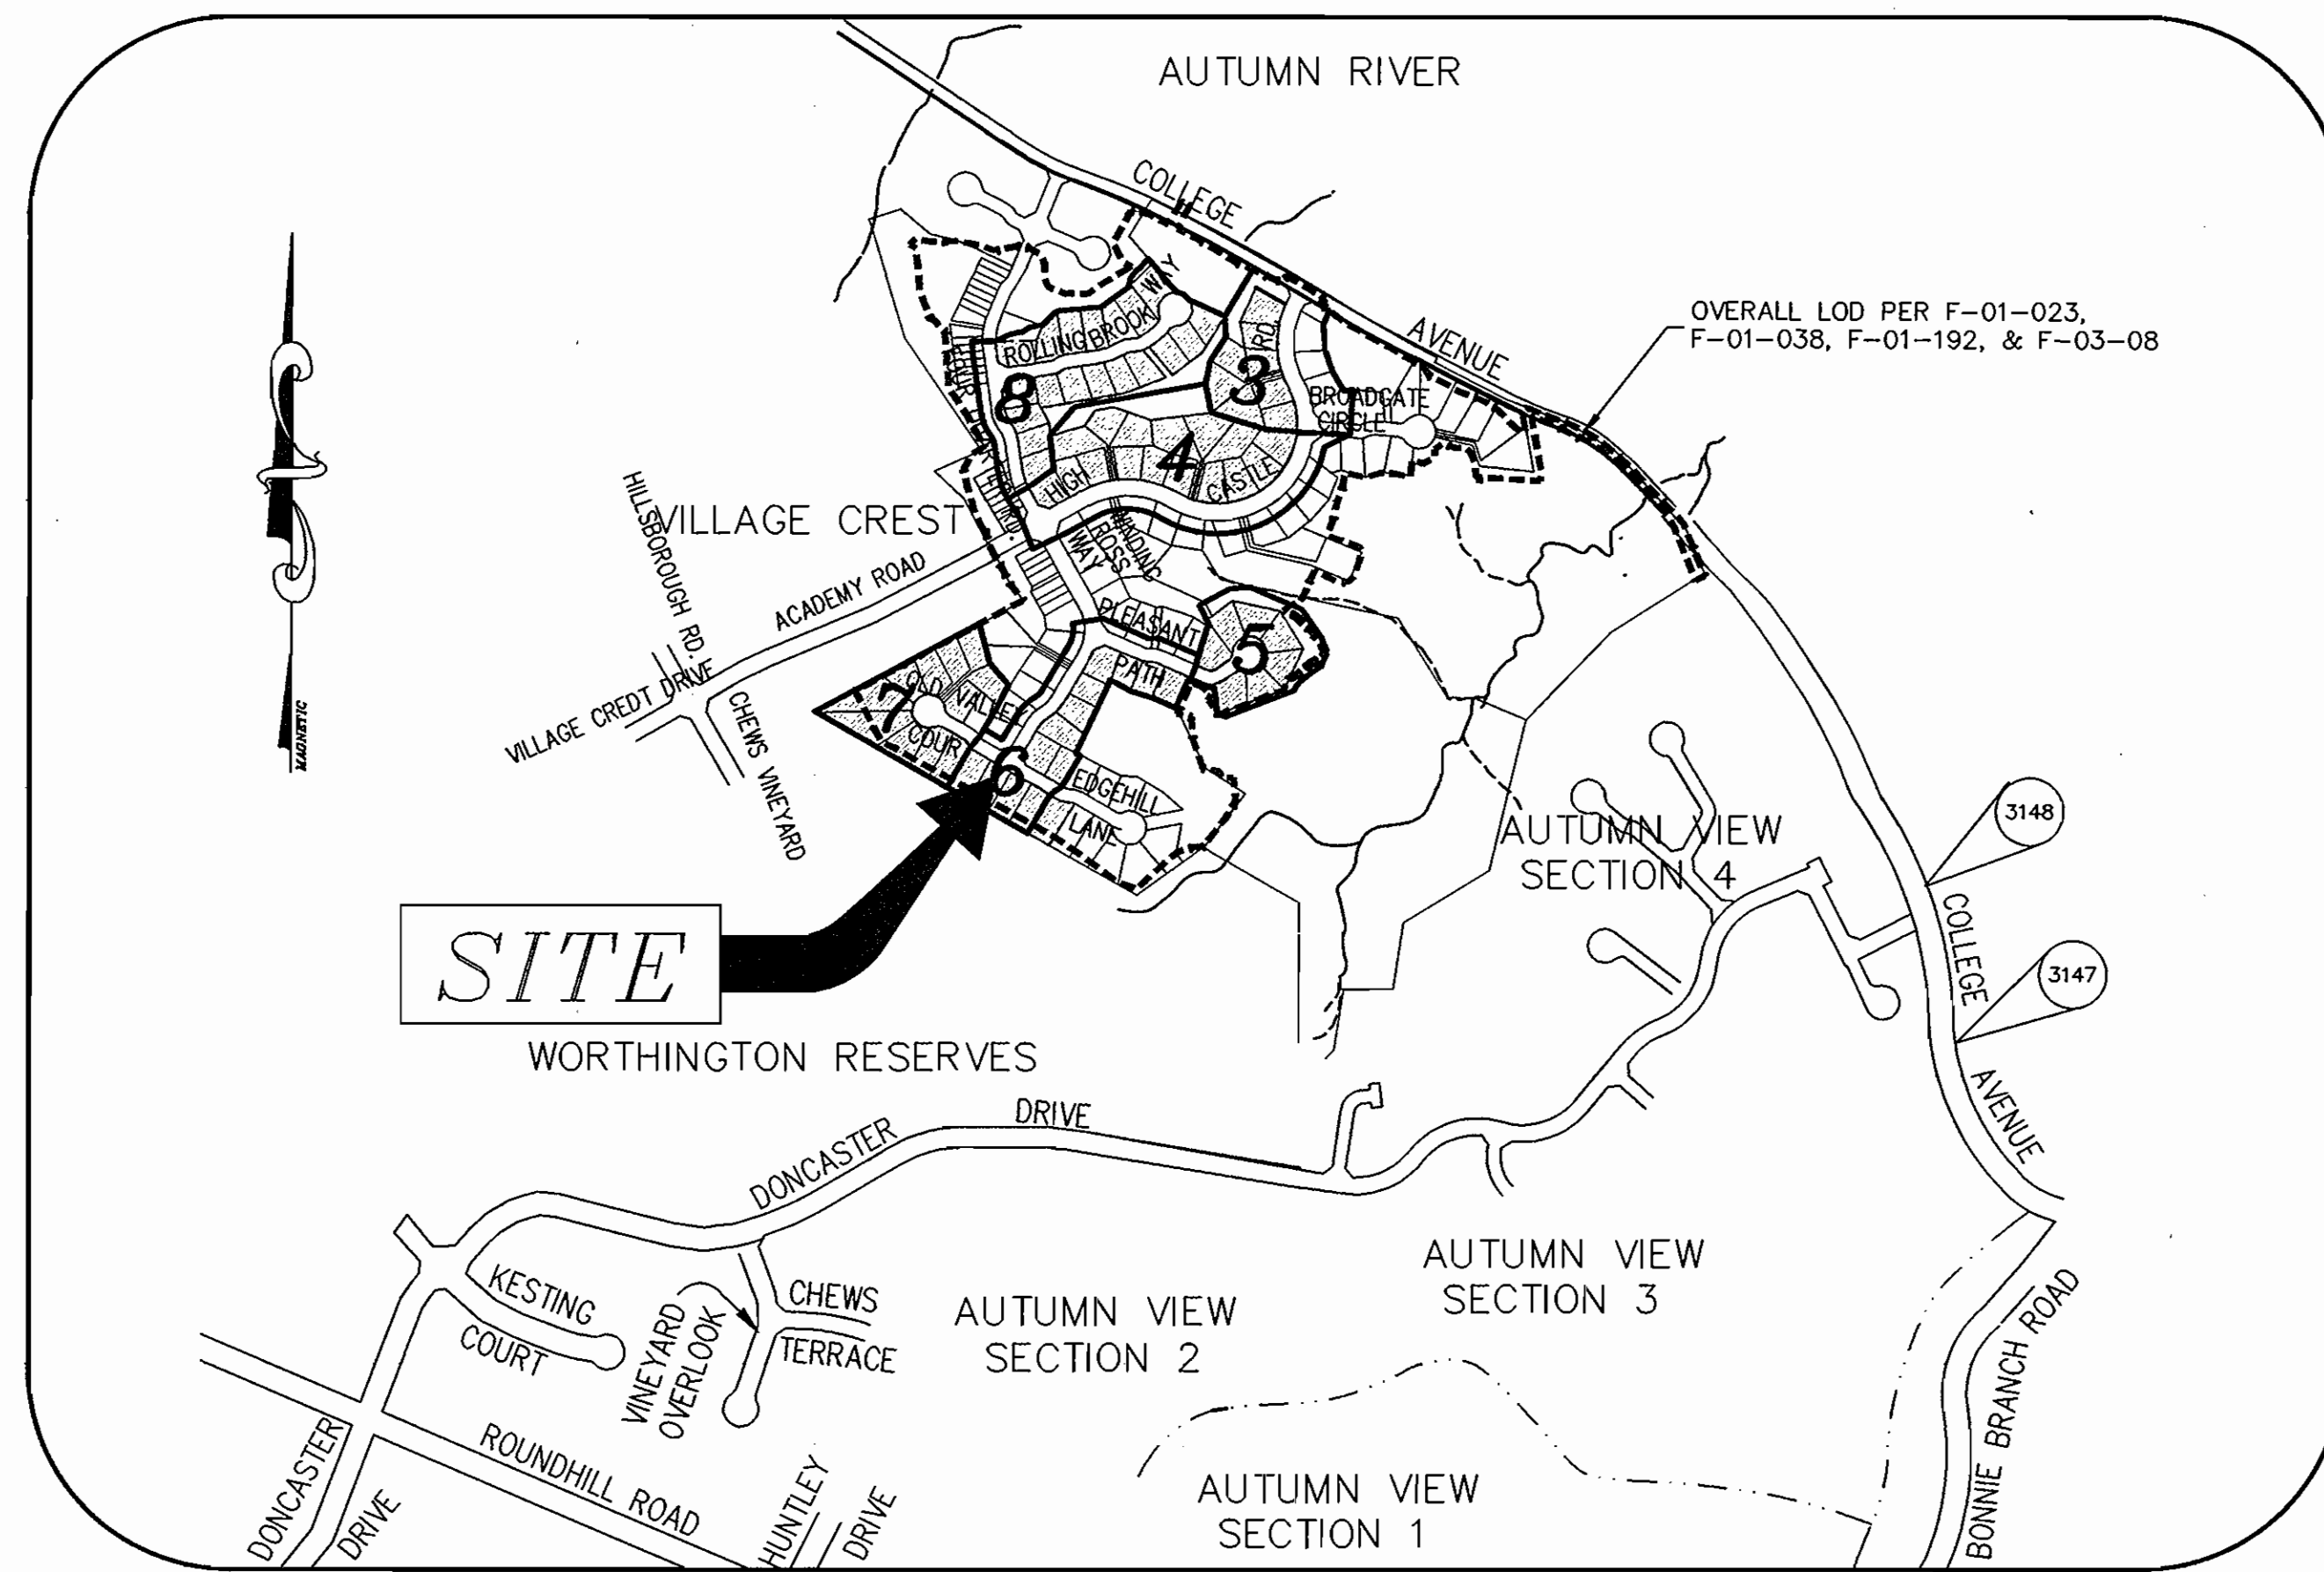 AUTUMN RIVER
COLLEGE
AVENUE
OVERALL LOD PER F-01-023,
F-01-038, F-01-192, & F-03-08
ROLLING BROOK
WAY
RD.
3
8
BROADGATE
CIRCLE
4
HIGH
CASTLE
HILLSBOROUGH RD.
VILLAGE CREST
ACADEMY ROAD
WINDING
ROSS
WAY
PLEASANT
PATH
5
VILLAGE CREDT DRIVE
CHEWS VINEYARD
OLD VALLEY
COUR
7
6
EDGEHILL
LANE
MAGNETIC
SITE
AUTUMN VIEW
SECTION 4
3148
COLLEGE
3147
AVENUE
WORTHINGTON RESERVES
DONCASTER
DRIVE
KESTING
COURT
VINEYARD
OVERLOOK
CHEWS
TERRACE
AUTUMN VIEW
SECTION 2
AUTUMN VIEW
SECTION 3
BONNIE BRANCH ROAD
DONCASTER
DRIVE
ROUNDHILL ROAD
HUNTLEY
DRIVE
AUTUMN VIEW
SECTION 1